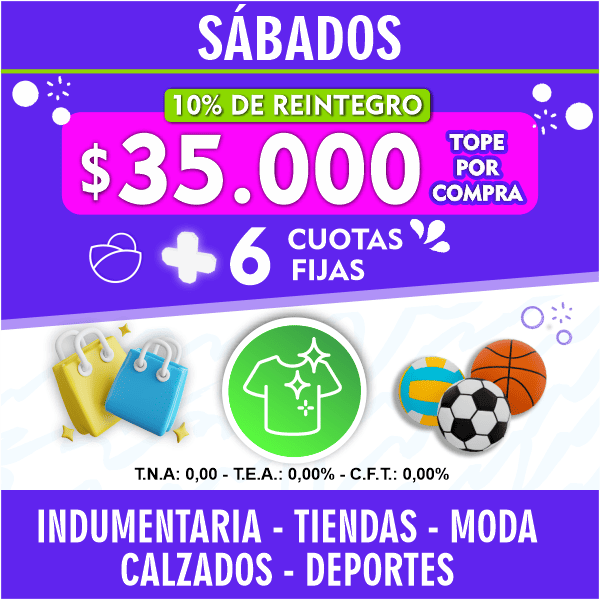 SÁBADOS
10% DE REINTEGRO
$35.000
TOPE
POR
COMPRA
+6 CUOTAS
FIJAS
T.N.A: 0,00 - T.E.A.: 0,00% - C.F.T.: 0,00%
INDUMENTARIA - TIENDAS - MODA
CALZADOS - DEPORTES